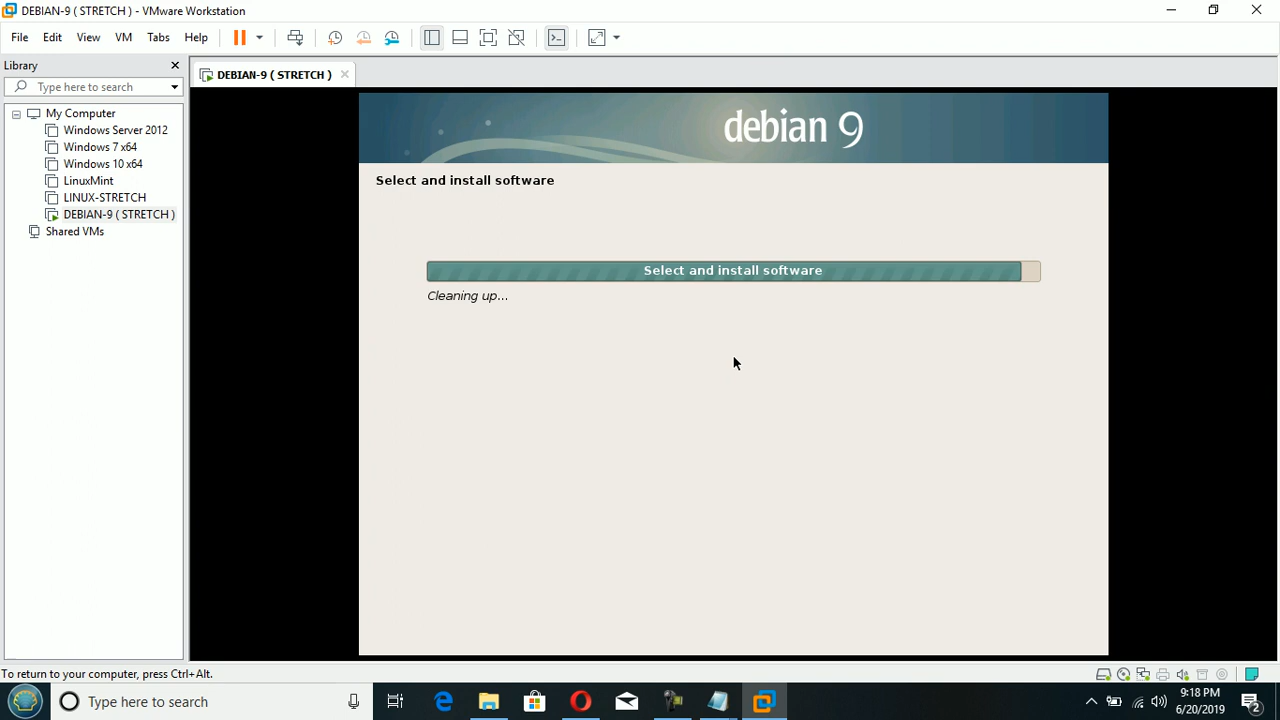 DEBIAN-9 ( STRETCH ) - VMware Workstation
File Edit View VM Tabs Help
Library
Type here to search
DEBIAN-9 ( STRETCH )
My Computer
Windows Server 2012
Windows 7 x64
Windows 10 x64
LinuxMint
LINUX-STRETCH
DEBIAN-9 ( STRETCH )
Shared VMs
debian 9
Select and install software
Select and install software
Cleaning up...
To return to your computer, press Ctrl+Alt.
Type here to search
9:18 PM
6/20/2019
2